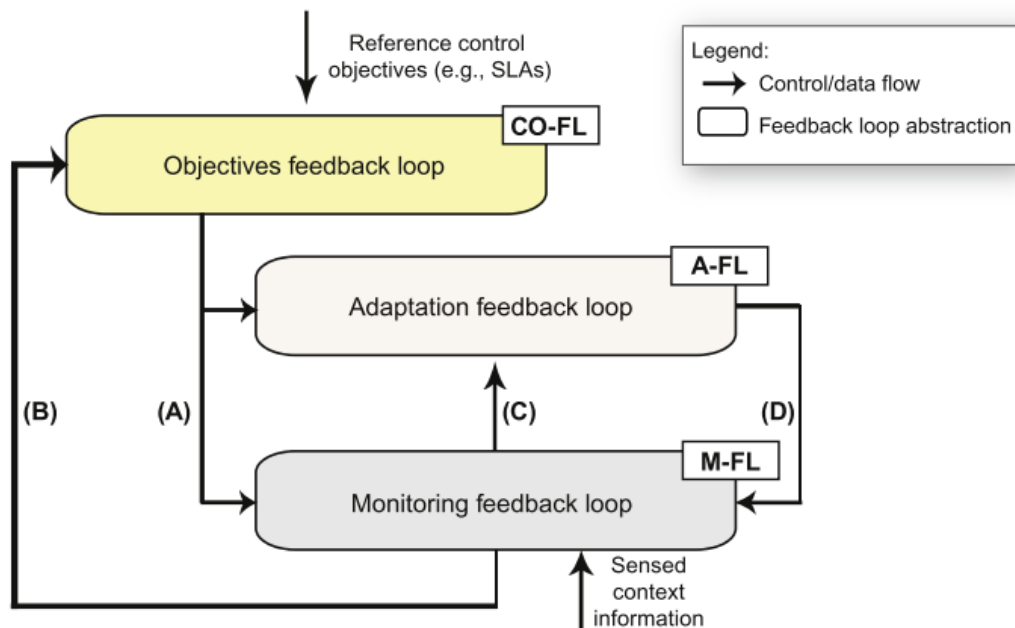 Reference control
objectives (e.g., SLAs)
Legend:
Control/data flow
Feedback loop abstraction
CO-FL
Objectives feedback loop
A-FL
Adaptation feedback loop
(B)
(A)
(C)
(D)
M-FL
Monitoring feedback loop
Sensed
context
information